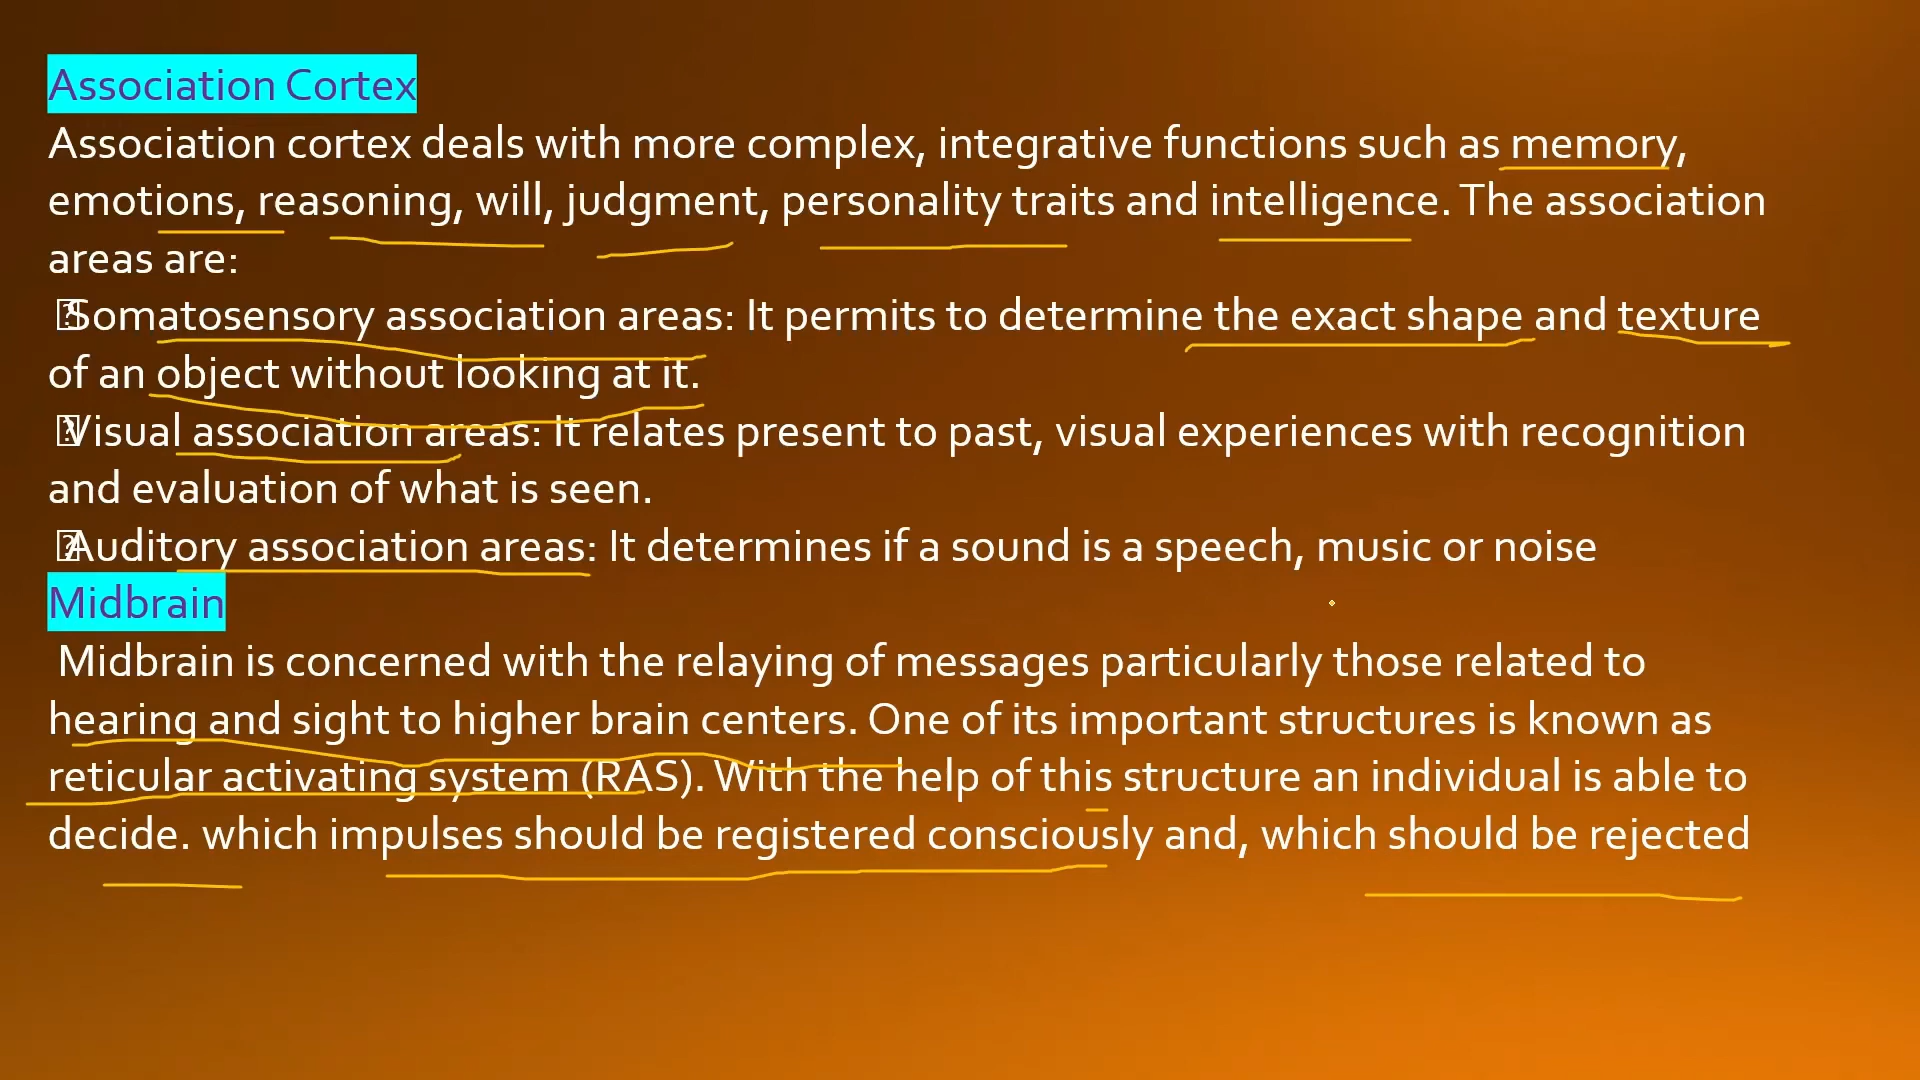 Association Cortex
Association cortex deals with more complex, integrative functions such as memory,
emotions, reasoning, will, judgment, personality traits and intelligence. The association
areas are:
Somatosensory association areas: It permits to determine the exact shape and texture
of an object without looking at it.
Visual association areas: It relates present to past, visual experiences with recognition
and evaluation of what is seen.
Auditory association areas: It determines if a sound is a speech, music or noise
Midbrain
Midbrain is concerned with the relaying of messages particularly those related to
hearing and sight to higher brain centers. One of its important structures is known as
reticular activating system (RAS). With the help of this structure an individual is able to
decide. which impulses should be registered consciously and, which should be rejected